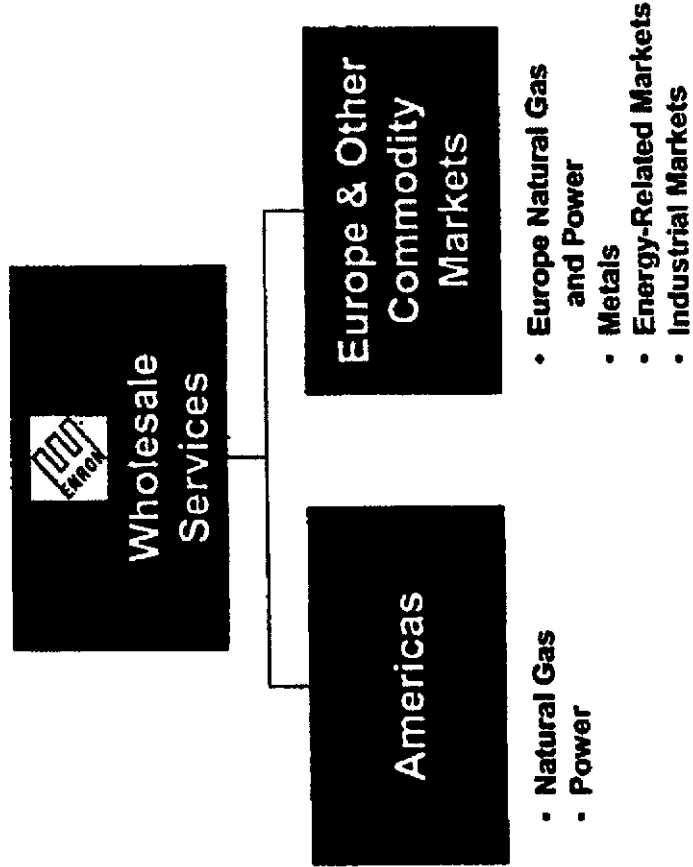 ENRON
Wholesale
Services
Americas
• Natural Gas
• Power
Europe & Other
Commodity
Markets
• Europe Natural Gas
and Power
• Metals
• Energy-Related Markets
• Industrial Markets